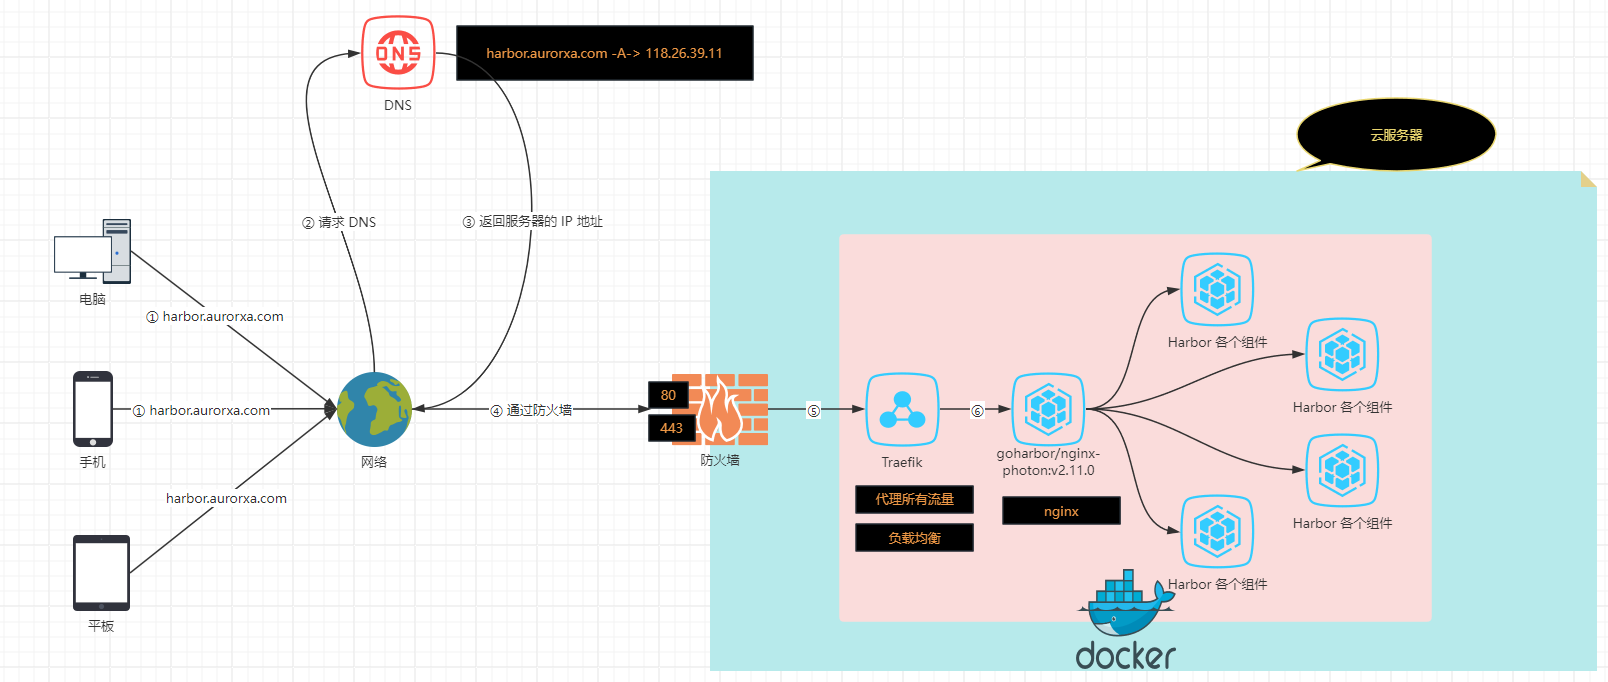 DNS
harbor.aurorxa.com -A-> 118.26.39.11
DNS
云服务器
② 请求 DNS
③ 返回服务器的 IP 地址
电脑
① harbor.aurorxa.com
① harbor.aurorxa.com
手机
harbor.aurorxa.com
平板
网络
④ 通过防火墙
80
443
防火墙
⑤
Traefik
代理所有流量
负载均衡
⑥
goharbor/nginx-
photon:v2.11.0
nginx
Harbor 各个组件
Harbor 各个组件
Harbor 各个组件
Harbor 各个组件
docker